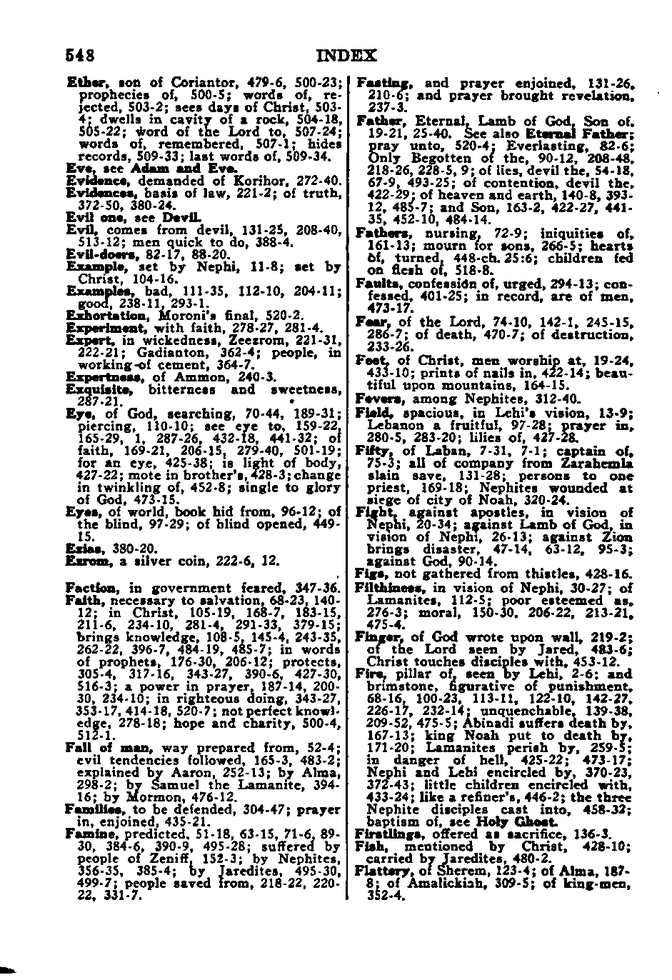 548
INDEX
Ether, son of Coriantor, 479-6, 500-23;
prophecies of, 500-5; words of, re-
jected, 503-2; sees days of Christ, 503-
4; dwells in cavity of a rock, 504-18,
505-22; word of the Lord to, 507-24;
words of, remembered, 507-1; hides
records, 509-33; last words of, 509-34.
Eve, see Adam and Eve.
Evidence, demanded of Korihor, 272-40.
Evidences, basis of law, 221-2; of truth,
372-50, 380-24.
Evil one, see Devil.
Evil, comes from devil, 131-25, 208-40,
513-12; men quick to do, 388-4.
Evil-doers, 82-17, 88-20.
Example, set by Nephi, 11-8; set by
Christ, 104-16.
Examples, bad, 111-35, 112-10, 204-11;
good, 238-11, 293-1.
Exhortation, Moroni's final, 520-2.
Experiment, with faith, 278-27, 281-4.
Expert, in wickedness, Zeezrom, 221-31,
222-21; Gadianton, 362-4; people, in
working of cement, 364-7.
Expertness, of Ammon, 240-3.
Exquisite, bitterness and sweetness,
287-21.
Eye, of God, searching, 70-44, 189-31;
piercing, 110-10; see eye to, 159-22,
165-29, 1, 287-26, 432-18, 441-32; of
faith, 169-21, 206-15, 279-40, 501-19;
for an eye, 425-38; is light of body,
427-22; mote in brother's, 428-3; change
in twinkling of, 452-8; single to glory
of God, 473-15.
Eyes, of world, book hid from, 96-12; of
the blind, 97-29; of blind opened, 449-
15.
Ezias, 380-20.
Ezrom, a silver coin, 222-6, 12.
Faction, in government feared, 347-36.
Faith, necessary to salvation, 68-23, 140-
12; in Christ, 105-19, 168-7, 183-15,
211-6, 234-10, 281-4, 291-33, 379-15;
brings knowledge, 108-5, 145-4, 243-35,
262-22, 396-7, 484-19, 485-7; in words
of prophets, 176-30, 206-12; protects,
305-4, 317-16, 343-27, 390-6, 427-30,
516-3; a power in prayer, 187-14, 200-
30, 234-10; in righteous doing, 343-27,
353-17, 414-18, 520-7; not perfect knowl-
edge, 278-18; hope and charity, 500-4,
512-1.
Fall of man, way prepared from, 52-4;
evil tendencies followed, 165-3, 483-2;
explained by Aaron, 252-13; by Alma,
298-2; by Samuel the Lamanite, 394-
16; by Mormon, 476-12.
Families, to be defended, 304-47; prayer
in, enjoined, 435-21.
Famine, predicted, 51-18, 63-15, 71-6, 89-
30, 384-6, 390-9, 495-28; suffered by
people of Zeniff, 152-3; by Nephites,
356-35, 385-4; by Jaredites, 495-30,
499-7; people saved from, 218-22, 220-
22, 331-7.
Fasting, and prayer enjoined, 131-26,
210-6; and prayer brought revelation,
237-3.
Father, Eternal, Lamb of God, Son of,
19-21, 25-40. See also Eternal Father;
pray unto, 520-4; Everlasting, 82-6;
Only Begotten of the, 90-12, 208-48,
218-26, 228-5, 9; of lies, devil the, 54-18,
67-9, 493-25; of contention, devil the,
422-29; of heaven and earth, 140-8, 393-
12, 485-7; and Son, 163-2, 422-27, 441-
35, 452-10, 484-14.
Fathers, nursing, 72-9; iniquities of,
161-13; mourn for sons, 266-5; hearts
of, turned, 448-ch. 25:6; children fed
on flesh of, 518-8.
Faults, confession of, urged, 294-13; con-
fessed, 401-25; in record, are of men,
473-17.
Fear, of the Lord, 74-10, 142-1, 245-15,
286-7; of death, 470-7; of destruction,
233-26.
Feet, of Christ, men worship at, 19-24,
433-10; prints of nails in, 422-14; beau-
tiful upon mountains, 164-15.
Fevers, among Nephites, 312-40.
Field, spacious, in Lehi's vision, 13-9;
Lebanon a fruitful, 97-28; prayer in,
280-5, 283-20; lilies of, 427-28.
Fifty, of Laban, 7-31, 7-1; captain of,
75-3; all of company from Zarahemla
slain save, 131-28; persons to one
priest, 169-18; Nephites wounded at
siege of city of Noah, 320-24.
Fight, against apostles, in vision of
Nephi, 20-34; against Lamb of God, in
vision of Nephi, 26-13; against Zion
brings disaster, 47-14, 63-12, 95-3;
against God, 90-14.
Figs, not gathered from thistles, 428-16.
Filthiness, in vision of Nephi, 30-27; of
Lamanites, 112-5; poor esteemed as,
276-3; moral, 150-30, 206-22, 213-21,
475-4.
Finger, of God wrote upon wall, 219-2;
of the Lord seen by Jared, 483-6;
Christ touches disciples with, 453-12.
Fire, pillar of, seen by Lehi, 2-6; and
brimstone, figurative of punishment,
68-16, 100-23, 113-11, 122-10, 142-27,
226-17, 232-14; unquenchable, 139-38,
209-52, 475-5; Abinadi suffers death by,
167-13; king Noah put to death by,
171-20; Lamanites perish by, 259-5;
in danger of hell, 425-22; 473-17;
Nephi and Lehi encircled by, 370-23,
372-43; little children encircled with,
433-24; like a refiner's, 446-2; the three
Nephite disciples cast into, 458-32;
baptism of, see Holy Ghost.
Firstlings, offered as sacrifice, 136-3.
Fish, mentioned by Christ, 428-10;
carried by Jaredites, 480-2.
Flattery, of Sherem, 123-4; of Alma, 187-
8; of Amalickiah, 309-5; of king-men,
352-4.